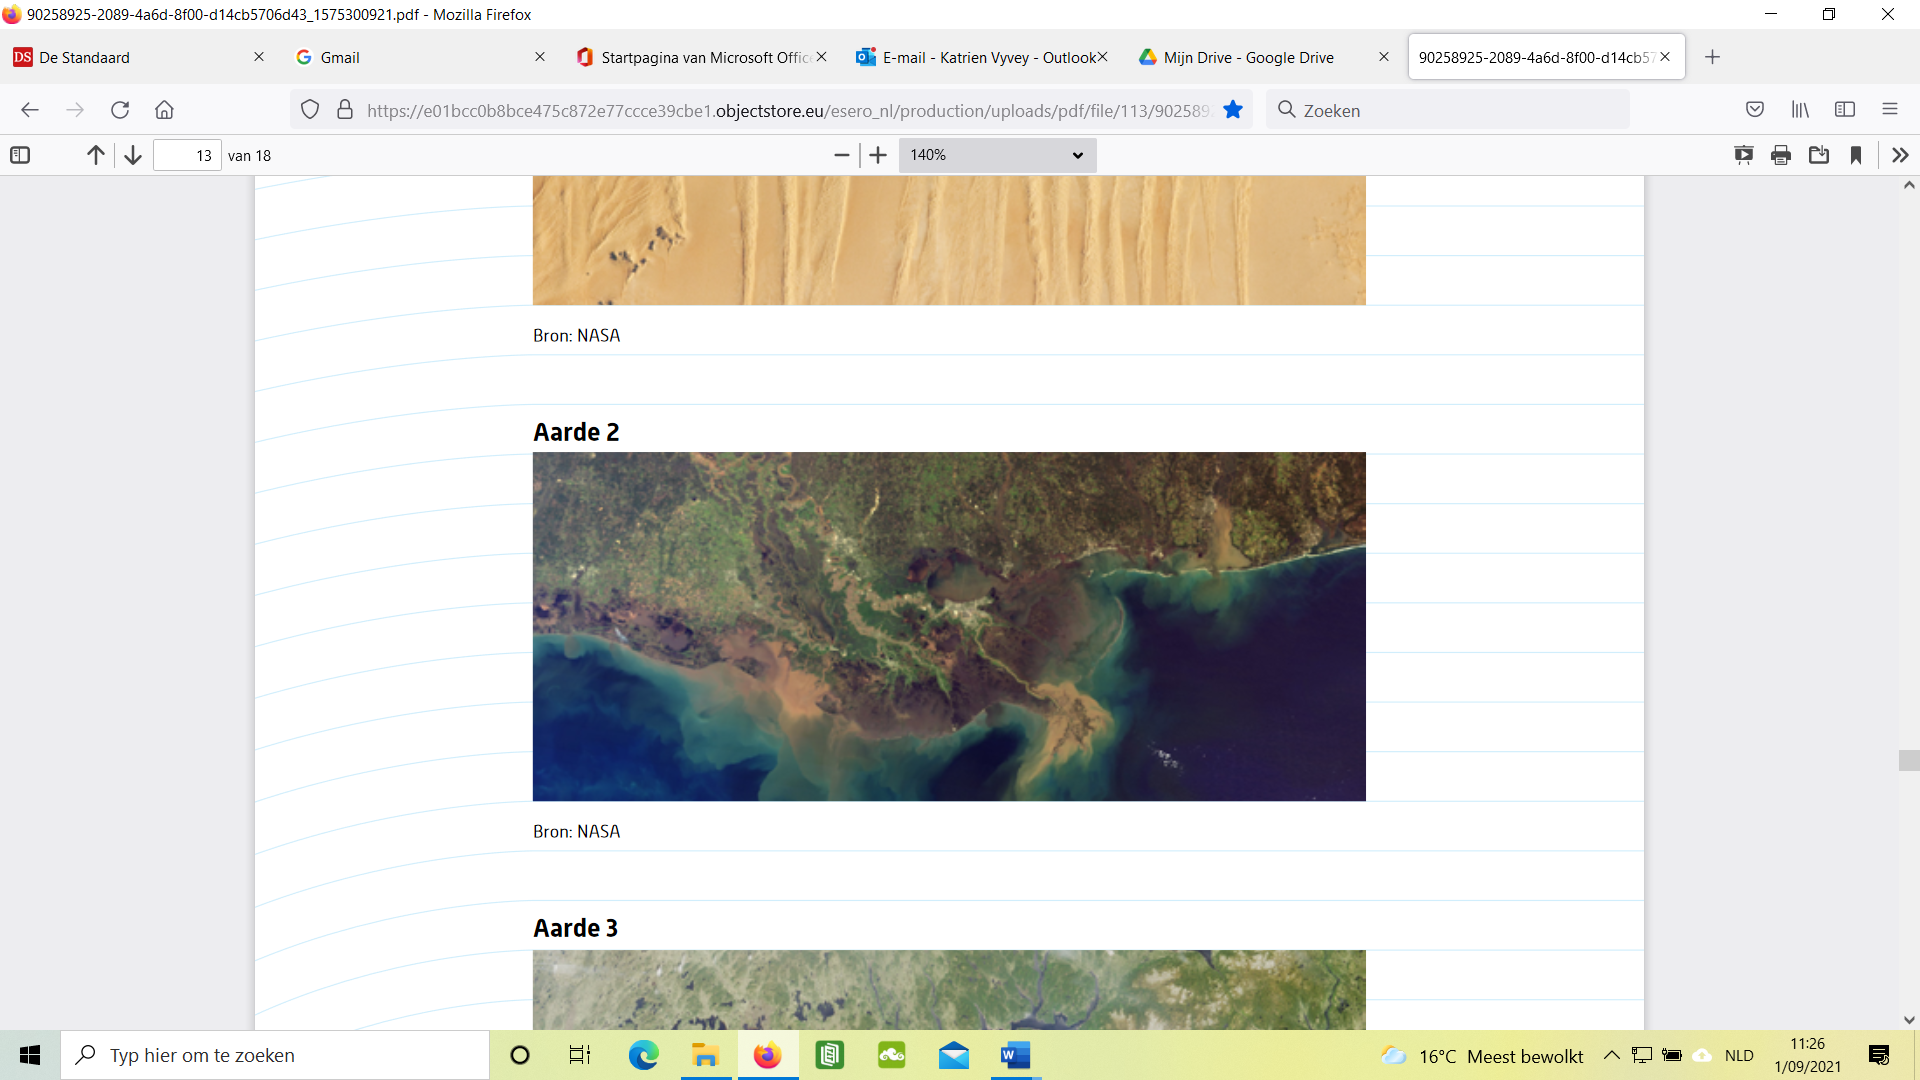 90258925-2089-4a6d-8f00-d14cb5706d43_1575300921.pdf - Mozilla Firefox
DS De Standaard
Gmail
Startpagina van Microsoft Offic
E-mail - Katrien Vyvey - Outlook
Mijn Drive - Google Drive
90258925-2089-4a6d-8f00-d14cb57
https://e01bcc0b8bce475c872e77ccce39cbe1.objectstore.eu/esero_nl/production/uploads/pdf/file/113/902589
Zoeken
13 van 18
140%
Bron: NASA
Aarde 2
Bron: NASA
Aarde 3
Typ hier om te zoeken
W
16°C Meest bewolkt
NLD
11:26
1/09/2021